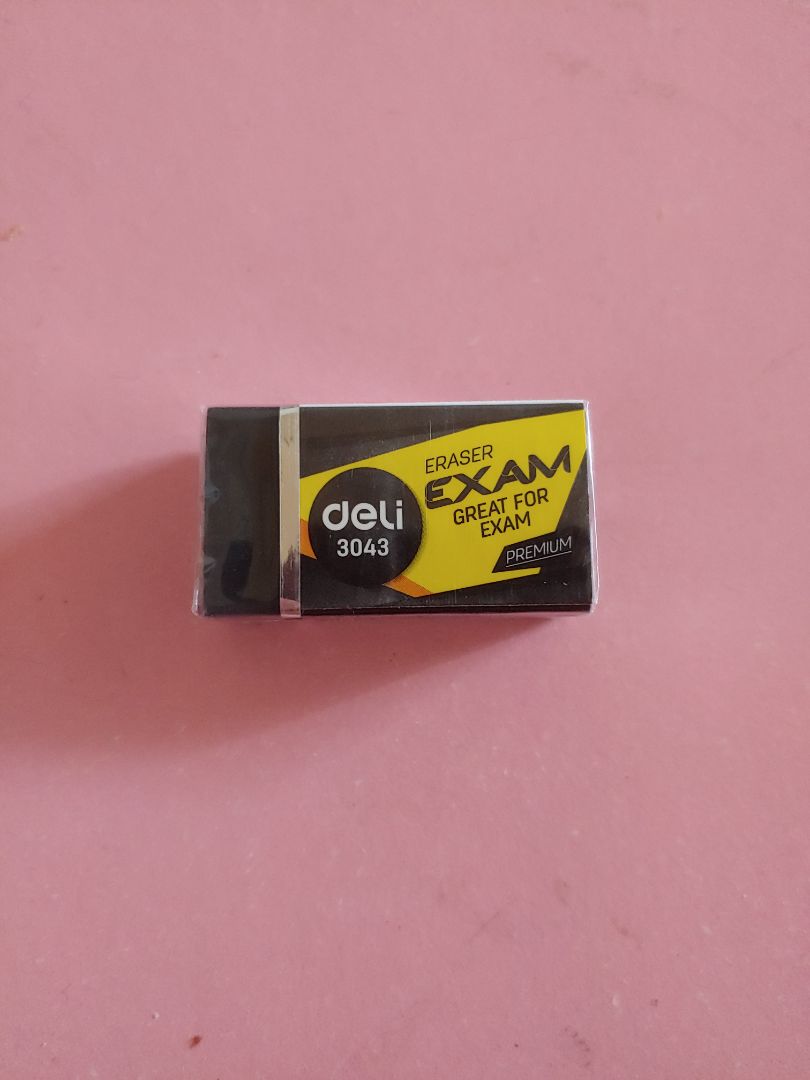 deli
3043
ERASER
EXAM
GREAT FOR
EXAM
PREMIUM